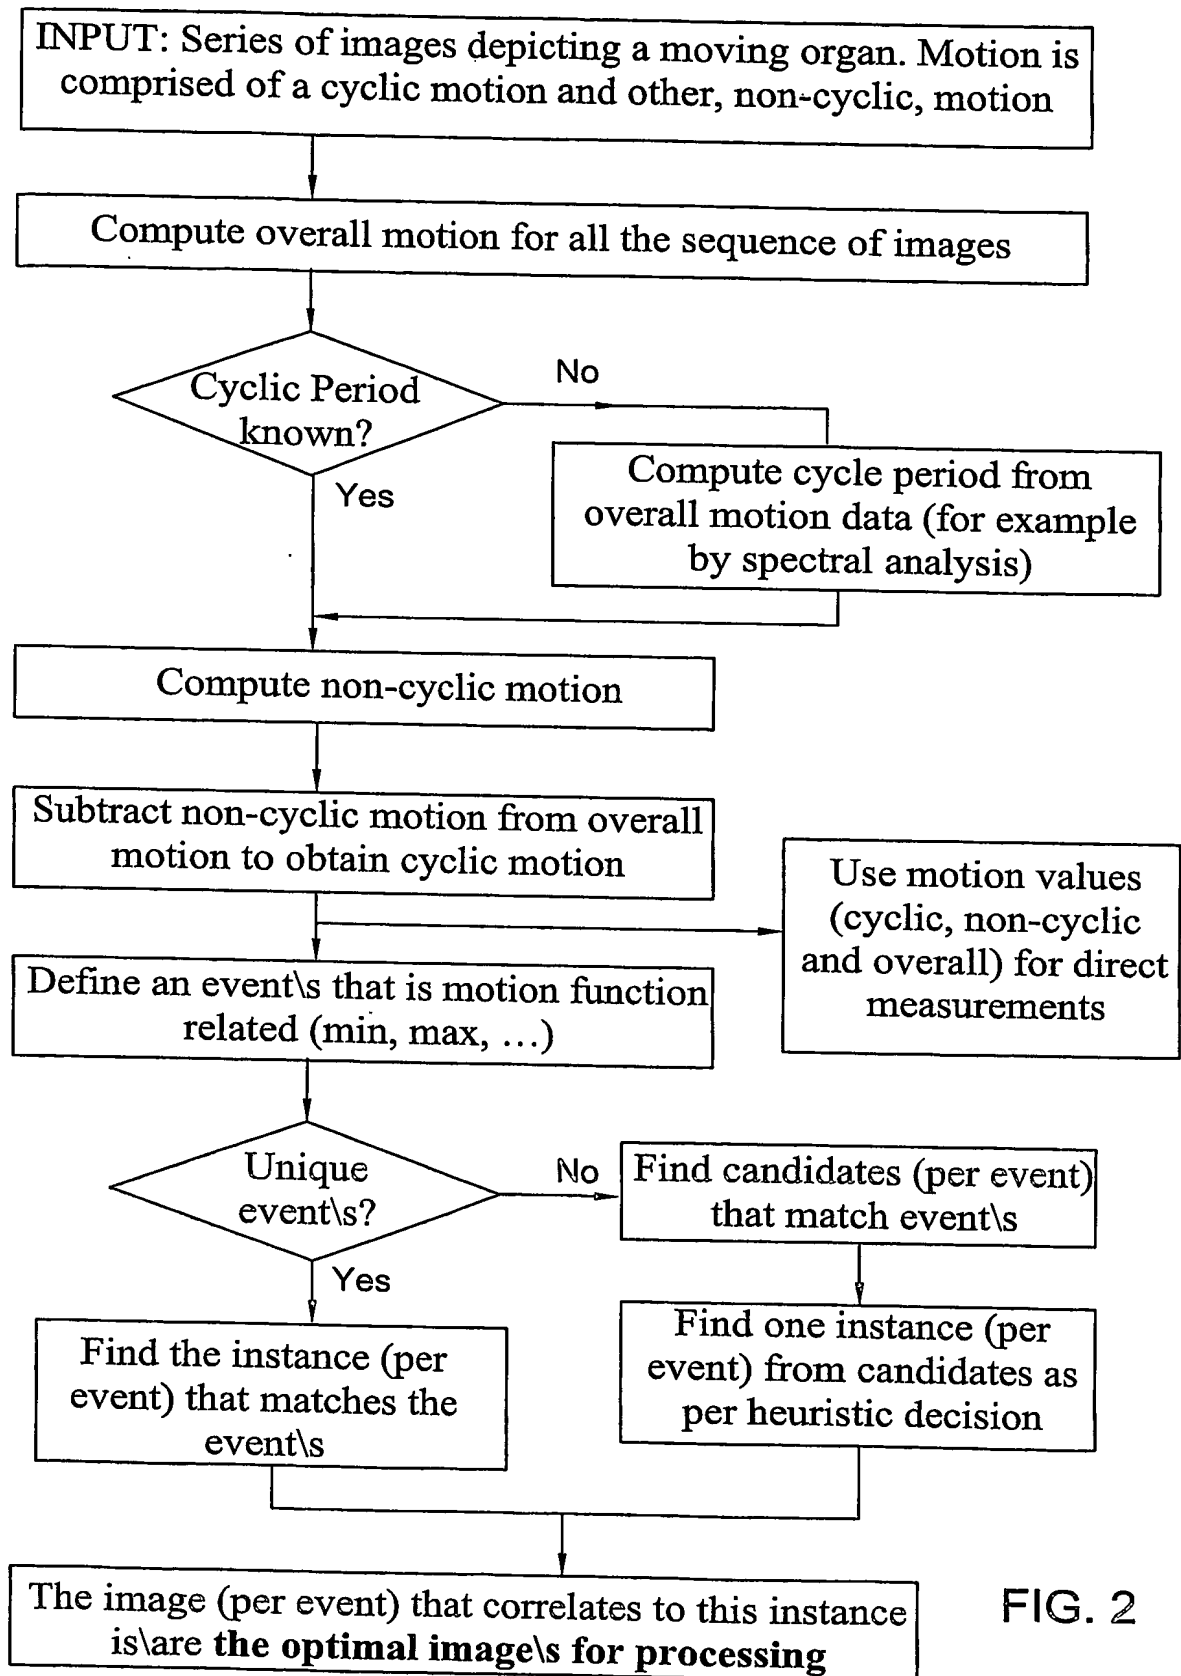 INPUT: Series of images depicting a moving organ. Motion is
comprised of a cyclic motion and other, non-cyclic, motion
Compute overall motion for all the sequence of images
Cyclic Period
known?
No
Yes
Compute cycle period from
overall motion data (for example
by spectral analysis)
Compute non-cyclic motion
Subtract non-cyclic motion from overall
motion to obtain cyclic motion
Use motion values
(cyclic, non-cyclic
and overall) for direct
measurements
Define an event\s that is motion function
related (min, max, …)
Unique
event\s?
No
Yes
Find candidates (per event)
that match event\s
Find the instance (per
event) that matches the
event\s
Find one instance (per
event) from candidates as
per heuristic decision
The image (per event) that correlates to this instance
is\are the optimal image\s for processing
FIG. 2